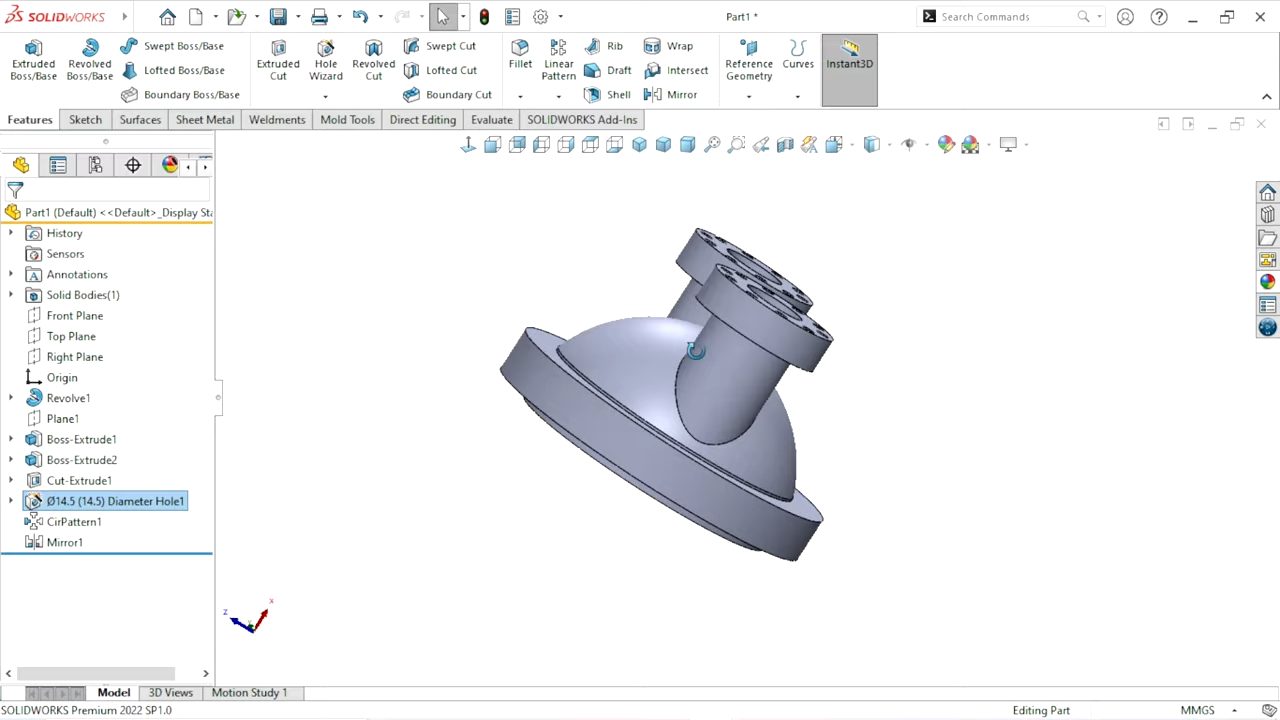 SOLIDWORKS
Part1 *
Search Commands
Extruded Boss/Base
Revolved Boss/Base
Swept Boss/Base
Lofted Boss/Base
Boundary Boss/Base
Extruded Cut
Hole Wizard
Revolved Cut
Swept Cut
Lofted Cut
Boundary Cut
Fillet
Linear Pattern
Rib
Draft
Shell
Wrap
Intersect
Mirror
Reference Geometry
Curves
Instant3D
Features
Sketch
Surfaces
Sheet Metal
Weldments
Mold Tools
Direct Editing
Evaluate
SOLIDWORKS Add-Ins
Part1 (Default) <<Default>_Display Sta
History
Sensors
Annotations
Solid Bodies(1)
Front Plane
Top Plane
Right Plane
Origin
Revolve1
Plane1
Boss-Extrude1
Boss-Extrude2
Cut-Extrude1
Ø14.5 (14.5) Diameter Hole1
CirPattern1
Mirror1
Z
X
Model
3D Views
Motion Study 1
SOLIDWORKS Premium 2022 SP1.0
Editing Part
MMGS